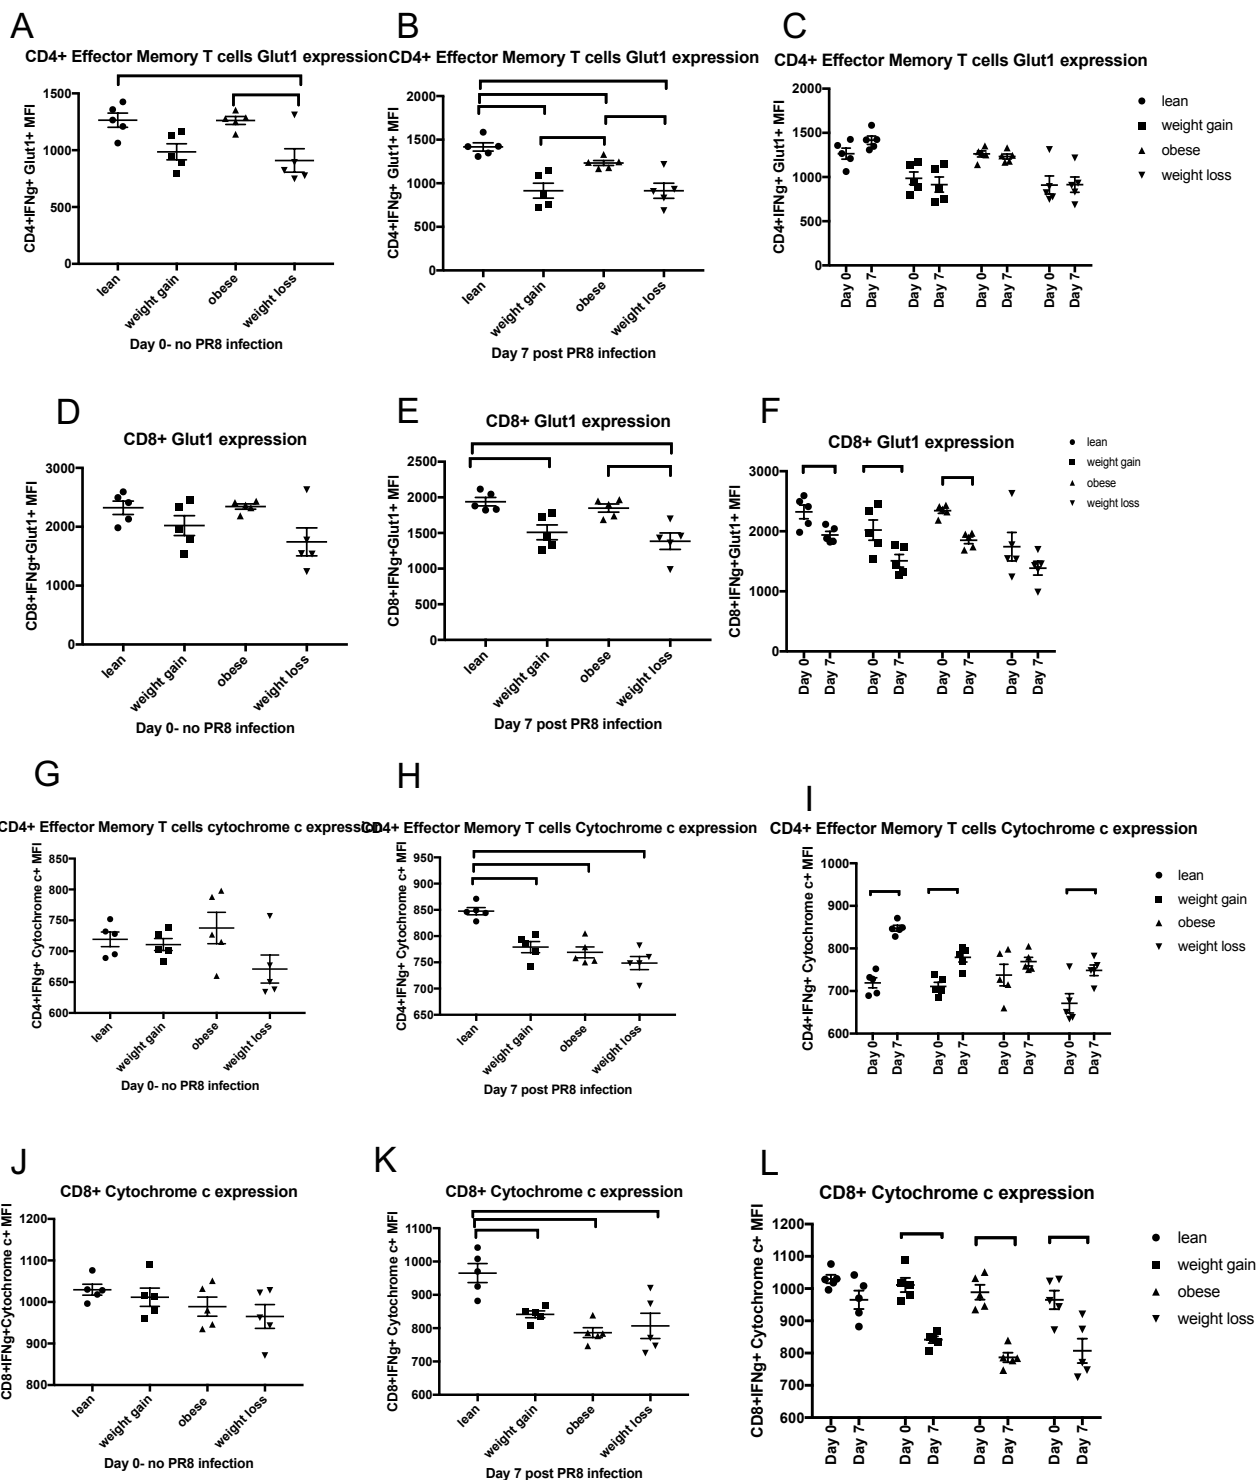 A
CD4+ Effector Memory T cells Glut1 expression
CD4+IFNg+ Glut1+ MFI
1500
1000
500
0
lean
weight gain
obese
weight loss
Day 0- no PR8 infection
B
CD4+ Effector Memory T cells Glut1 expression
CD4+IFNg+ Glut1+ MFI
2000
1500
1000
500
0
lean
weight gain
obese
weight loss
Day 7 post PR8 infection
C
CD4+ Effector Memory T cells Glut1 expression
CD4+IFNg+ Glut1+ MFI
2000
1500
1000
500
0
Day 0
Day 7
Day 0
Day 7
Day 0
Day 7
Day 0
Day 7
lean
weight gain
obese
weight loss
D
CD8+ Glut1 expression
CD8+IFNg+Glut1+ MFI
3000
2000
1000
0
lean
weight gain
obese
weight loss
Day 0- no PR8 infection
E
CD8+ Glut1 expression
CD8+IFNg+Glut1+ MFI
2500
2000
1500
1000
500
0
lean
weight gain
obese
weight loss
Day 7 post PR8 infection
F
CD8+ Glut1 expression
CD8+IFNg+Glut1+ MFI
3000
2000
1000
0
Day 0
Day 7
Day 0
Day 7
Day 0
Day 7
Day 0
Day 7
lean
weight gain
obese
weight loss
G
CD4+ Effector Memory T cells cytochrome c expression
CD4+IFNg+ Cytochrome c+ MFI
850
800
750
700
650
600
lean
weight gain
obese
weight loss
Day 0- no PR8 infection
H
CD4+ Effector Memory T cells Cytochrome c expression
CD4+IFNg+ Cytochrome c+ MFI
950
900
850
800
750
700
650
lean
weight gain
obese
weight loss
Day 7 post PR8 infection
I
CD4+ Effector Memory T cells Cytochrome c expression
CD4+IFNg+ Cytochrome c+ MFI
1000
900
800
700
600
Day 0
Day 7
Day 0
Day 7
Day 0
Day 7
Day 0
Day 7
lean
weight gain
obese
weight loss
J
CD8+ Cytochrome c expression
CD8+IFNg+Cytochrome c+ MFI
1200
1100
1000
900
800
lean
weight gain
obese
weight loss
Day 0- no PR8 infection
K
CD8+ Cytochrome c expression
CD8+IFNg+ Cytochrome c+ MFI
1100
1000
900
800
700
600
lean
weight gain
obese
weight loss
Day 7 post PR8 infection
L
CD8+ Cytochrome c expression
CD8+IFNg+ Cytochrome c+ MFI
1200
1100
1000
900
800
700
600
Day 0
Day 7
Day 0
Day 7
Day 0
Day 7
Day 0
Day 7
lean
weight gain
obese
weight loss